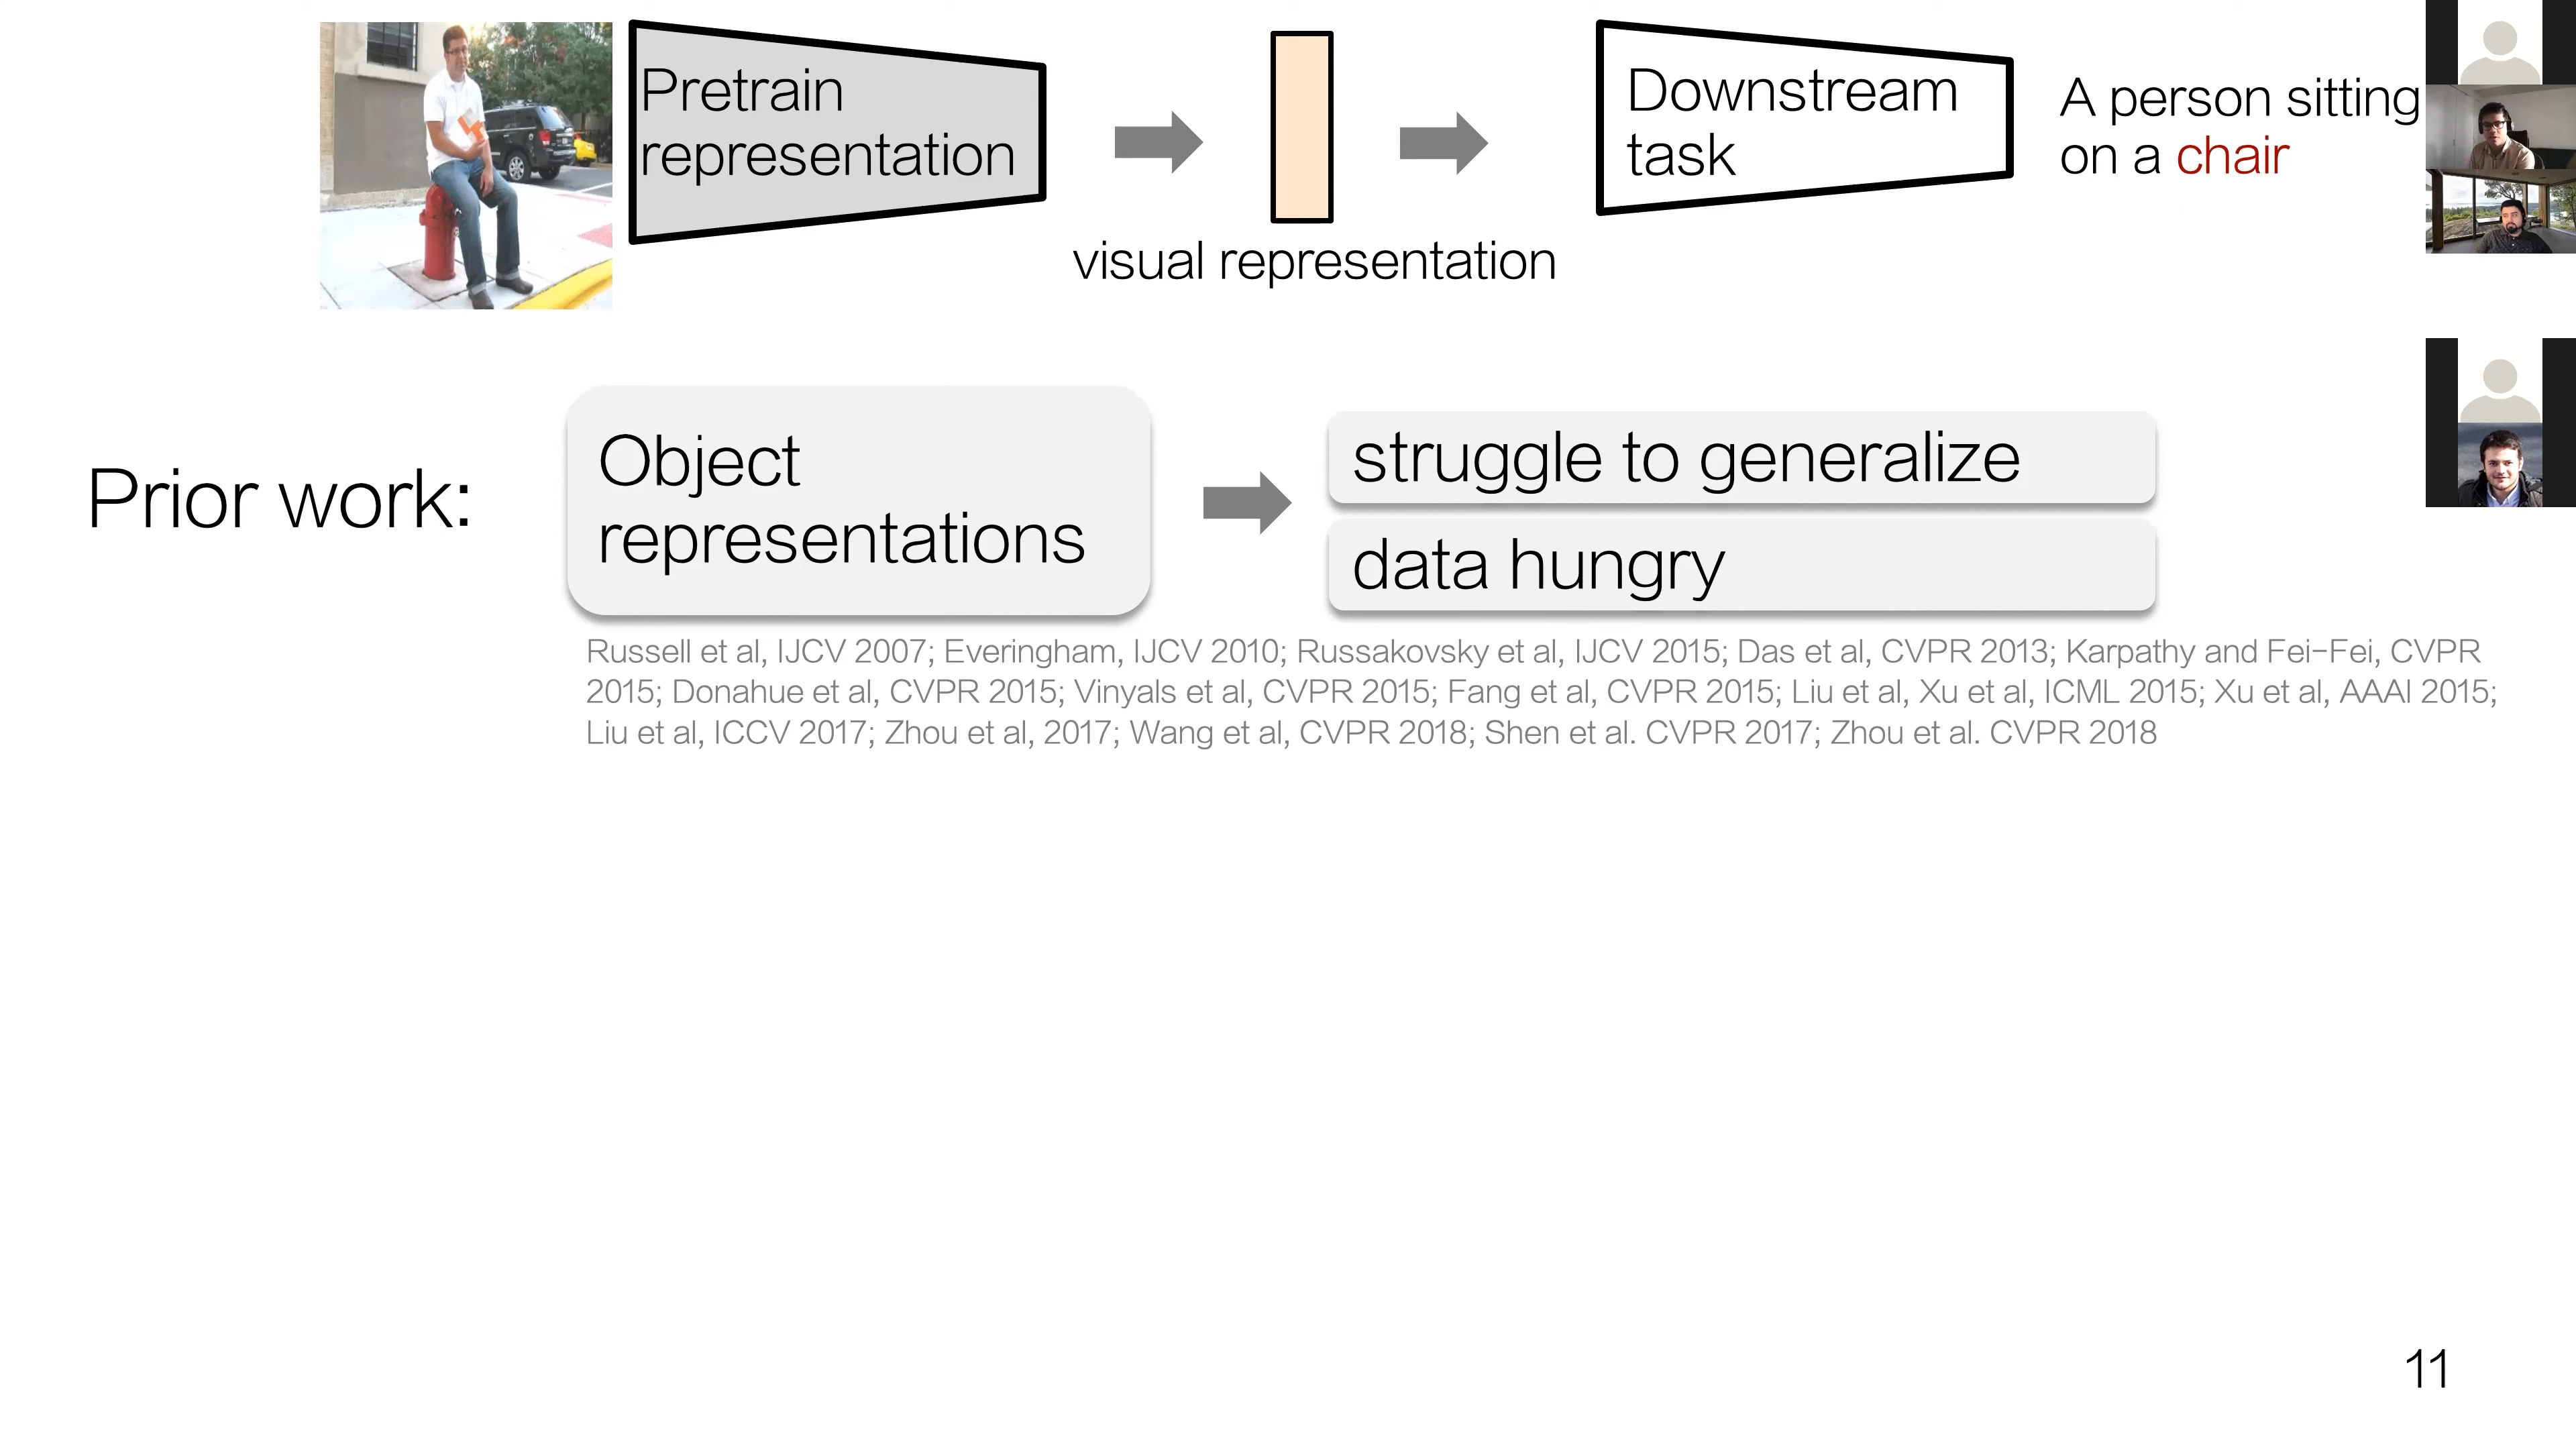 Pretrain
representation
visual representation
Downstream
task
A person sitting
on a chair
Prior work:
Object
representations
struggle to generalize
data hungry
Russell et al, IJCV 2007; Everingham, IJCV 2010; Russakovsky et al, IJCV 2015; Das et al, CVPR 2013; Karpathy and Fei-Fei, CVPR
2015; Donahue et al, CVPR 2015; Vinyals et al, CVPR 2015; Fang et al, CVPR 2015; Liu et al, Xu et al, ICML 2015; Xu et al, AAAI 2015;
Liu et al, ICCV 2017; Zhou et al, 2017; Wang et al, CVPR 2018; Shen et al. CVPR 2017; Zhou et al. CVPR 2018
11